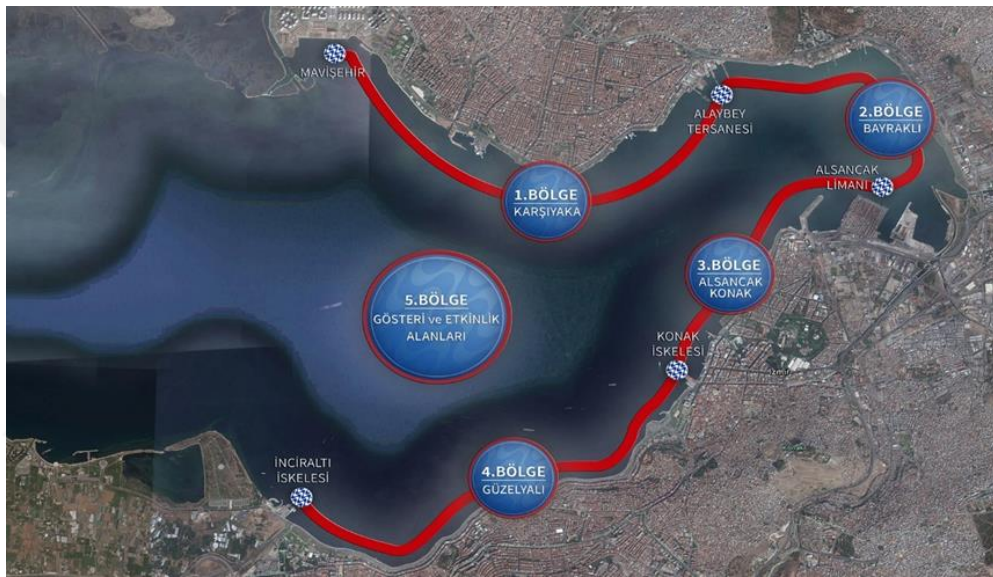 MAVİŞEHİR
ALAYBEY
TERSANESİ
2.BÖLGE
BAYRAKLI
ALSANCAK
LİMANI
1.BÖLGE
KARŞIYAKA
3.BÖLGE
ALSANCAK
KONAK
5.BÖLGE
GÖSTERİ ve ETKİNLİK
ALANLARI
KONAK
İSKELESİ
İzmir
4.BÖLGE
GÜZELYALI
İNCİRALTI
İSKELESİ